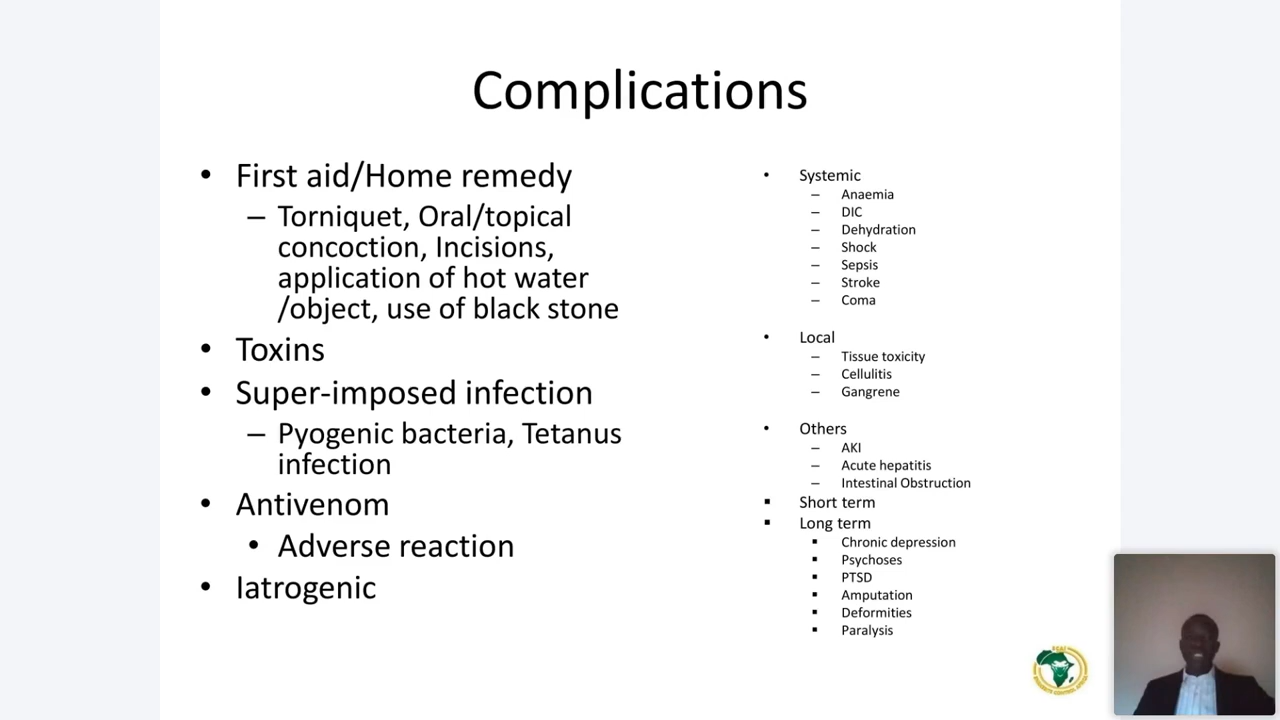 Complications
• First aid/Home remedy
– Torniquet, Oral/topical
concoction, Incisions,
application of hot water
/object, use of black stone
• Toxins
• Super-imposed infection
– Pyogenic bacteria, Tetanus
infection
• Antivenom
• Adverse reaction
• Iatrogenic
• Systemic
– Anaemia
– DIC
– Dehydration
– Shock
– Sepsis
– Stroke
– Coma
• Local
– Tissue toxicity
– Cellulitis
– Gangrene
• Others
– AKI
– Acute hepatitis
– Intestinal Obstruction
▪ Short term
▪ Long term
▪ Chronic depression
▪ Psychoses
▪ PTSD
▪ Amputation
▪ Deformities
▪ Paralysis